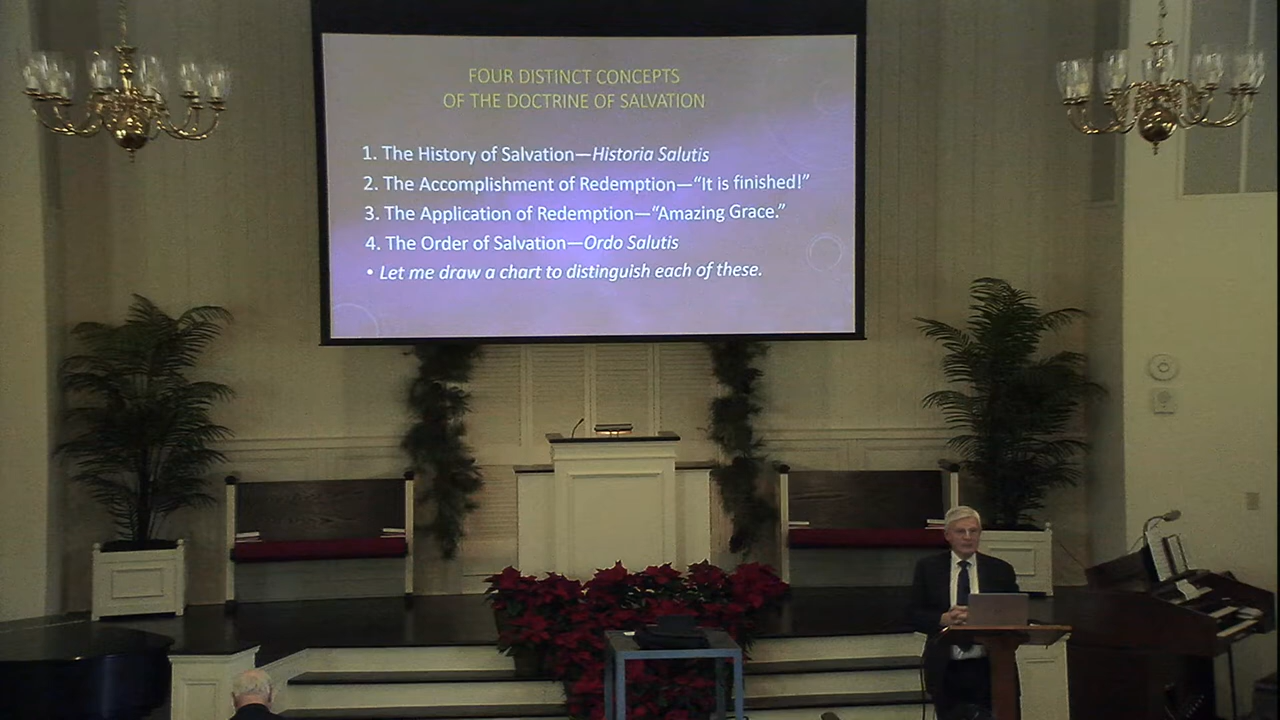 FOUR DISTINCT CONCEPTS
OF THE DOCTRINE OF SALVATION
1. The History of Salvation—Historia Salutis
2. The Accomplishment of Redemption—“It is finished!”
3. The Application of Redemption—“Amazing Grace.”
4. The Order of Salvation—Ordo Salutis
• Let me draw a chart to distinguish each of these.